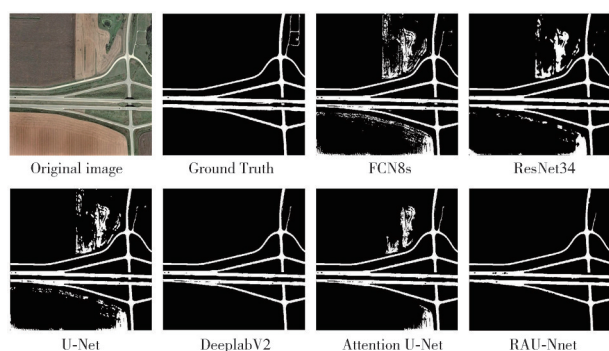 Original image
Ground Truth
FCN8s
ResNet34
U-Net
DeeplabV2
Attention U-Net
RAU-Nnet